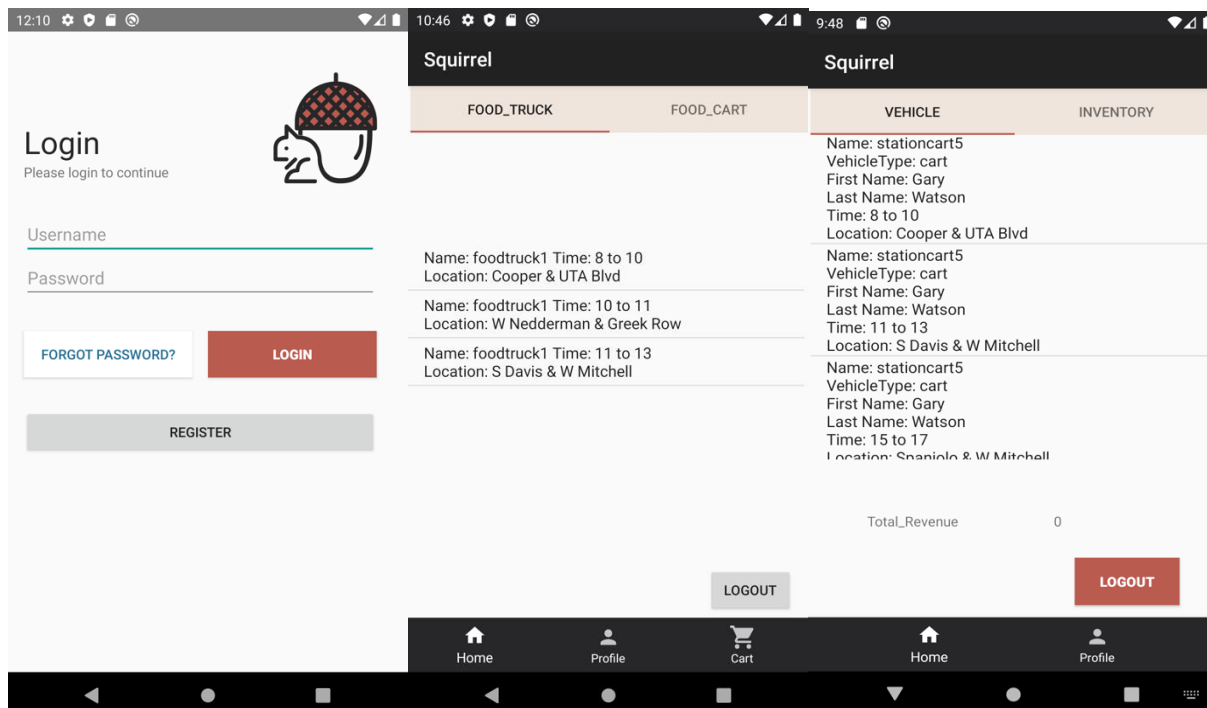 12:10
Login
Please login to continue
Username
Password
FORGOT PASSWORD?
LOGIN
REGISTER
10:46
Squirrel
FOOD_TRUCK
FOOD_CART
Name: foodtruck1 Time: 8 to 10
Location: Cooper & UTA Blvd
Name: foodtruck1 Time: 10 to 11
Location: W Nedderman & Greek Row
Name: foodtruck1 Time: 11 to 13
Location: S Davis & W Mitchell
LOGOUT
Home
Profile
Cart
9:48
Squirrel
VEHICLE
INVENTORY
Name: stationcart5
VehicleType: cart
First Name: Gary
Last Name: Watson
Time: 8 to 10
Location: Cooper & UTA Blvd
Name: stationcart5
VehicleType: cart
First Name: Gary
Last Name: Watson
Time: 11 to 13
Location: S Davis & W Mitchell
Name: stationcart5
VehicleType: cart
First Name: Gary
Last Name: Watson
Time: 15 to 17
Location: Spaniolo & W Mitchell
Total_Revenue
0
LOGOUT
Home
Profile